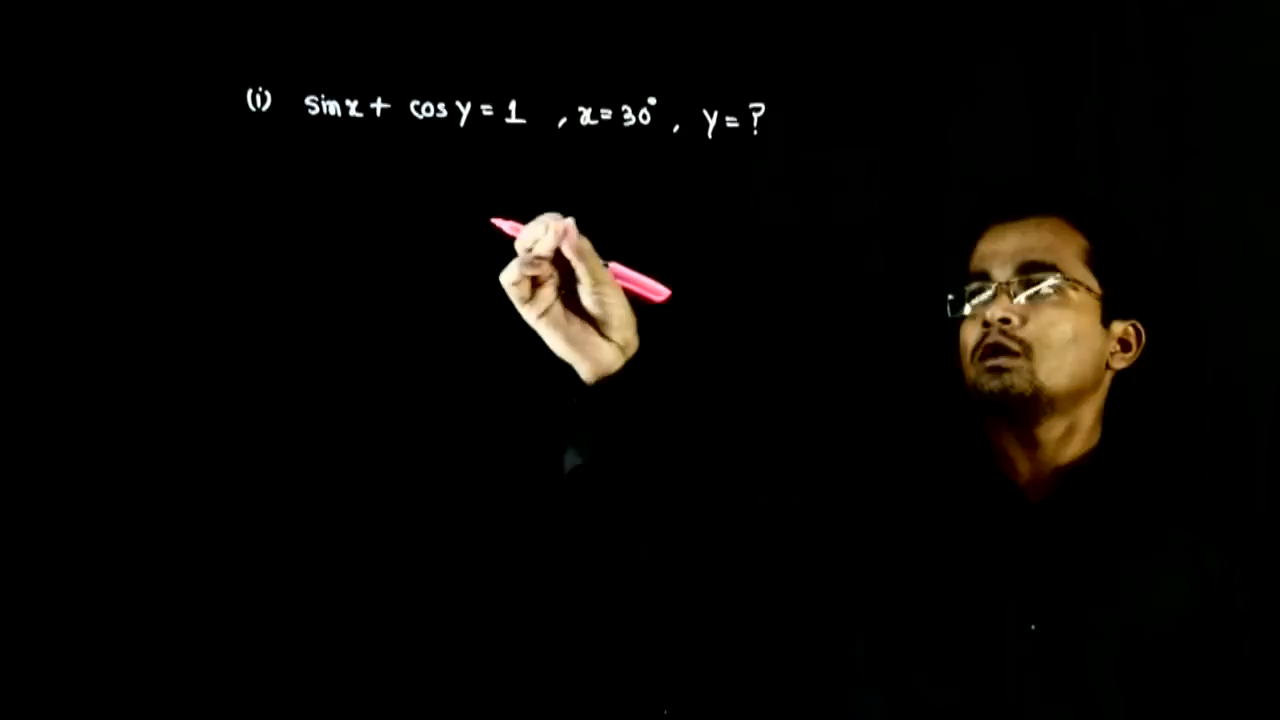 (i) sin x + cos y = 1 , x = 30° , y = ?